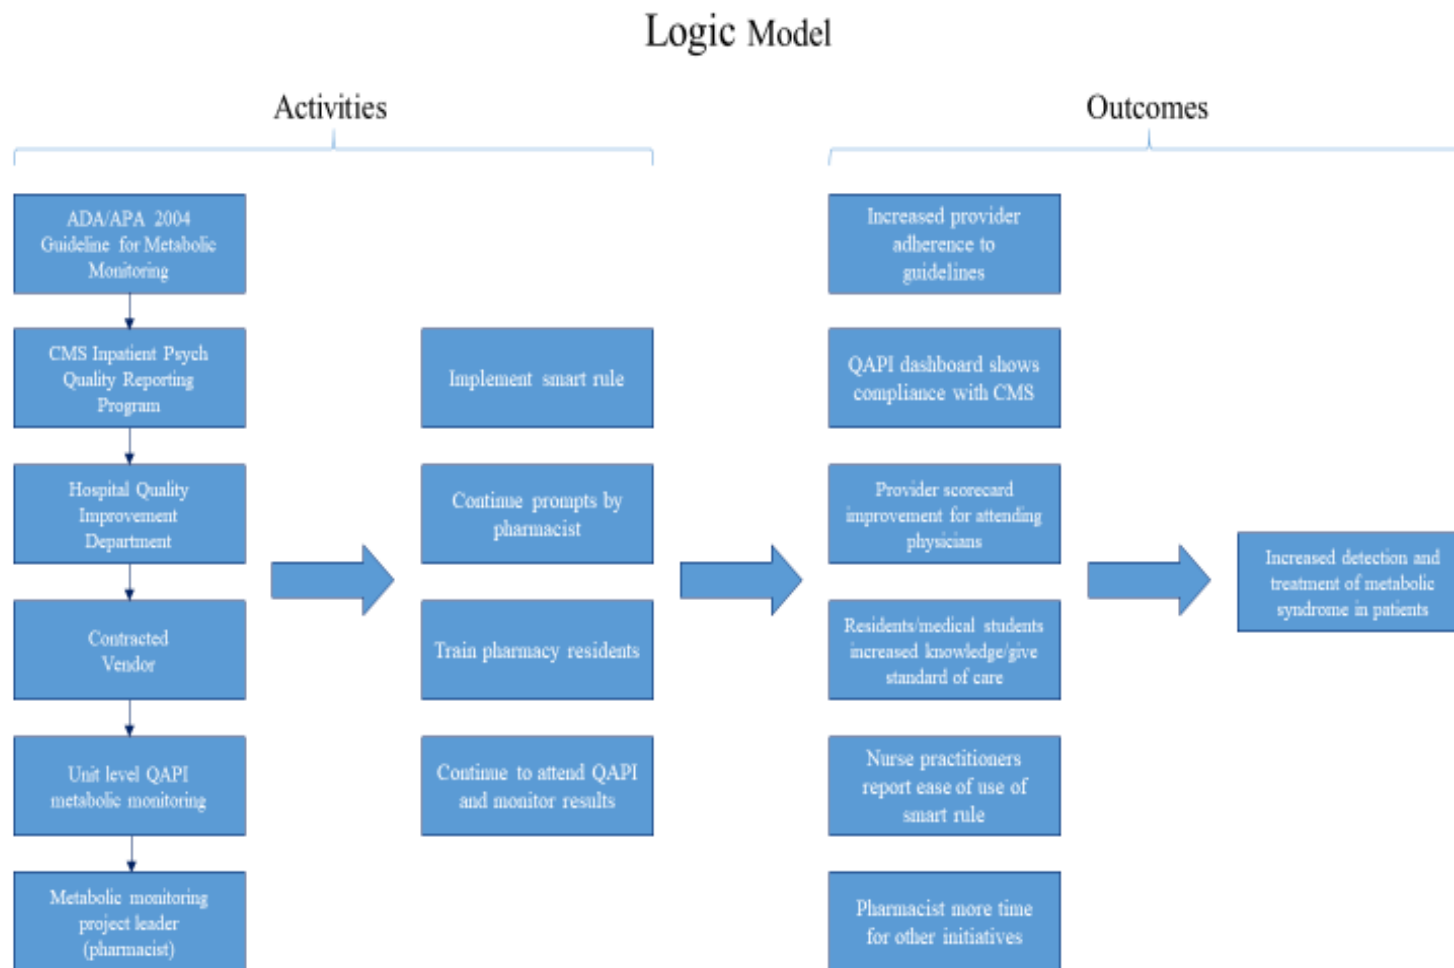 Logic Model
Activities
Outcomes
ADA/APA 2004
Guideline for Metabolic
Monitoring
CMS Inpatient Psych
Quality Reporting
Program
Hospital Quality
Improvement
Department
Contracted
Vendor
Unit level QAPI
metabolic monitoring
Metabolic monitoring
project leader
(pharmacist)
Implement smart rule
Continue prompts by
pharmacist
Train pharmacy residents
Continue to attend QAPI
and monitor results
Increased provider
adherence to
guidelines
QAPI dashboard shows
compliance with CMS
Provider scorecard
improvement for attending
physicians
Residents/medical students
increased knowledge/give
standard of care
Nurse practitioners
report ease of use of
smart rule
Pharmacist more time
for other initiatives
Increased detection and
treatment of metabolic
syndrome in patients